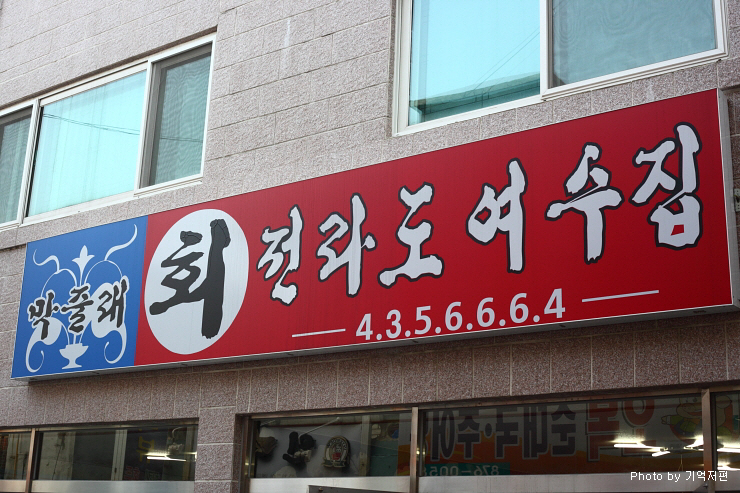 박줄래
회 전라도여수집
4.3.5.6.6.6.4
Photo by 기억저편